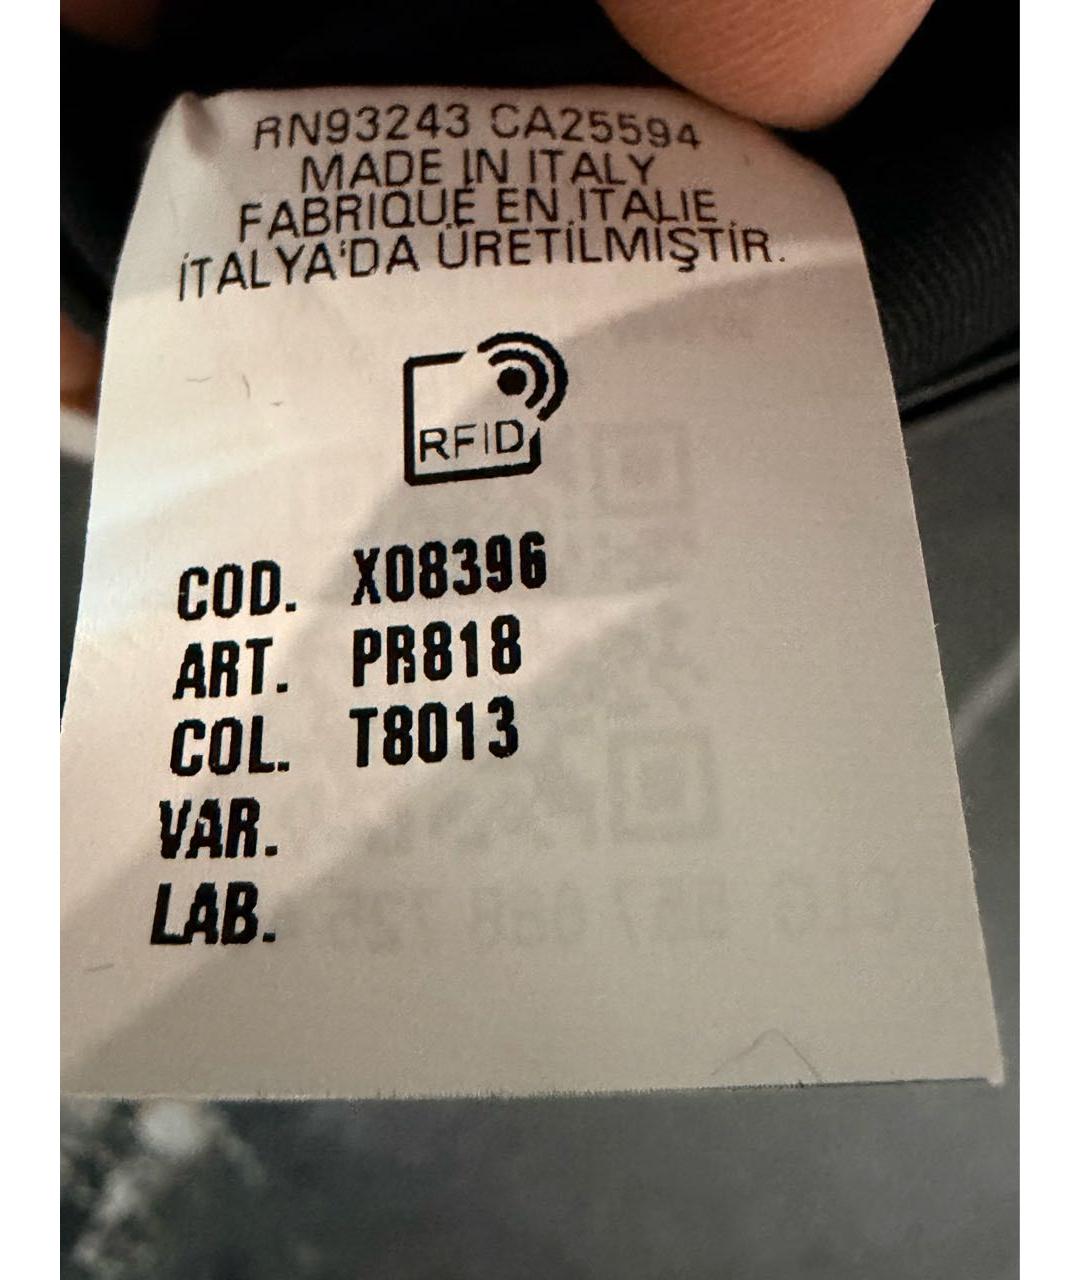 RN93243 CA25594
MADE IN ITALY
FABRIQUÉ EN ITALIE
İTALYA'DA ÜRETİLMİŞTİR.
RFID
COD. X08396
ART. PR818
COL. T8013
VAR.
LAB.